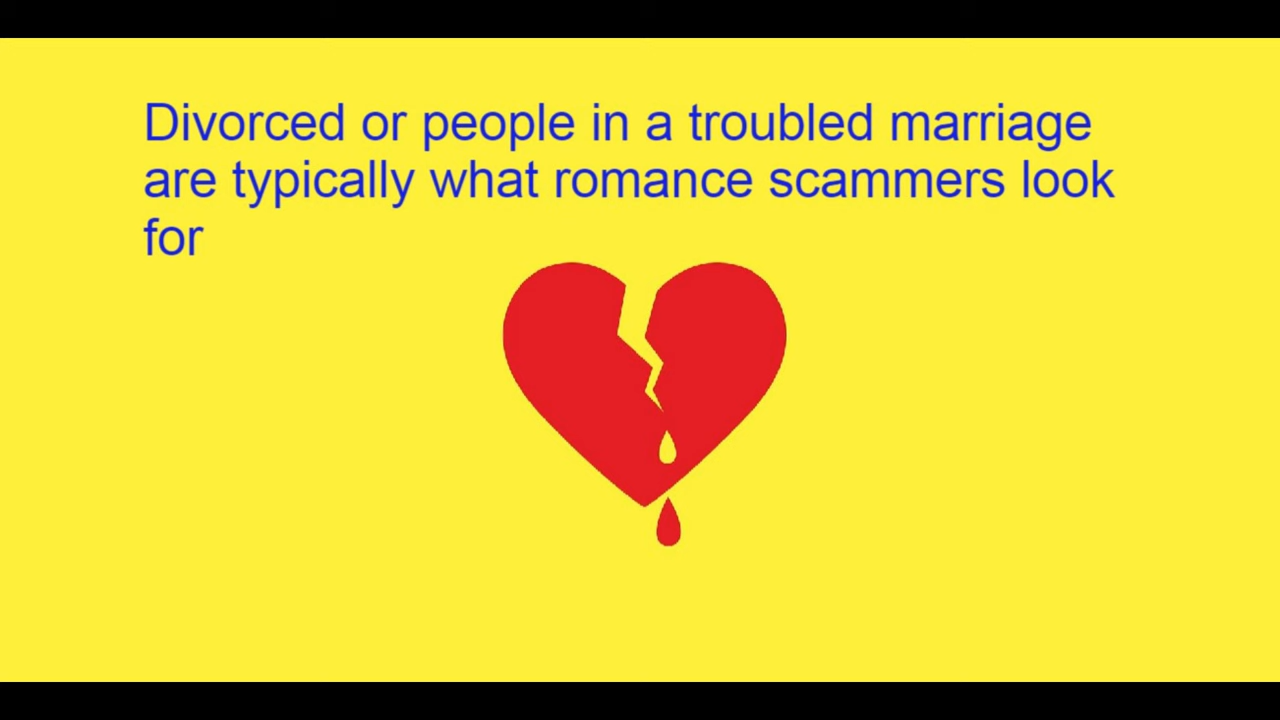 Divorced or people in a troubled marriage
are typically what romance scammers look
for